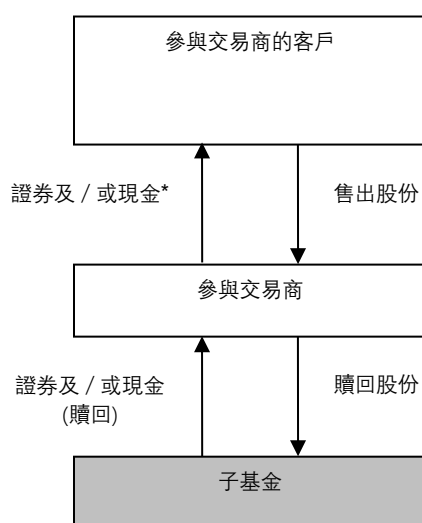 參與交易商的客戶
證券及 / 或現金*
售出股份
參與交易商
證券及 / 或現金
(贖回)
贖回股份
子基金